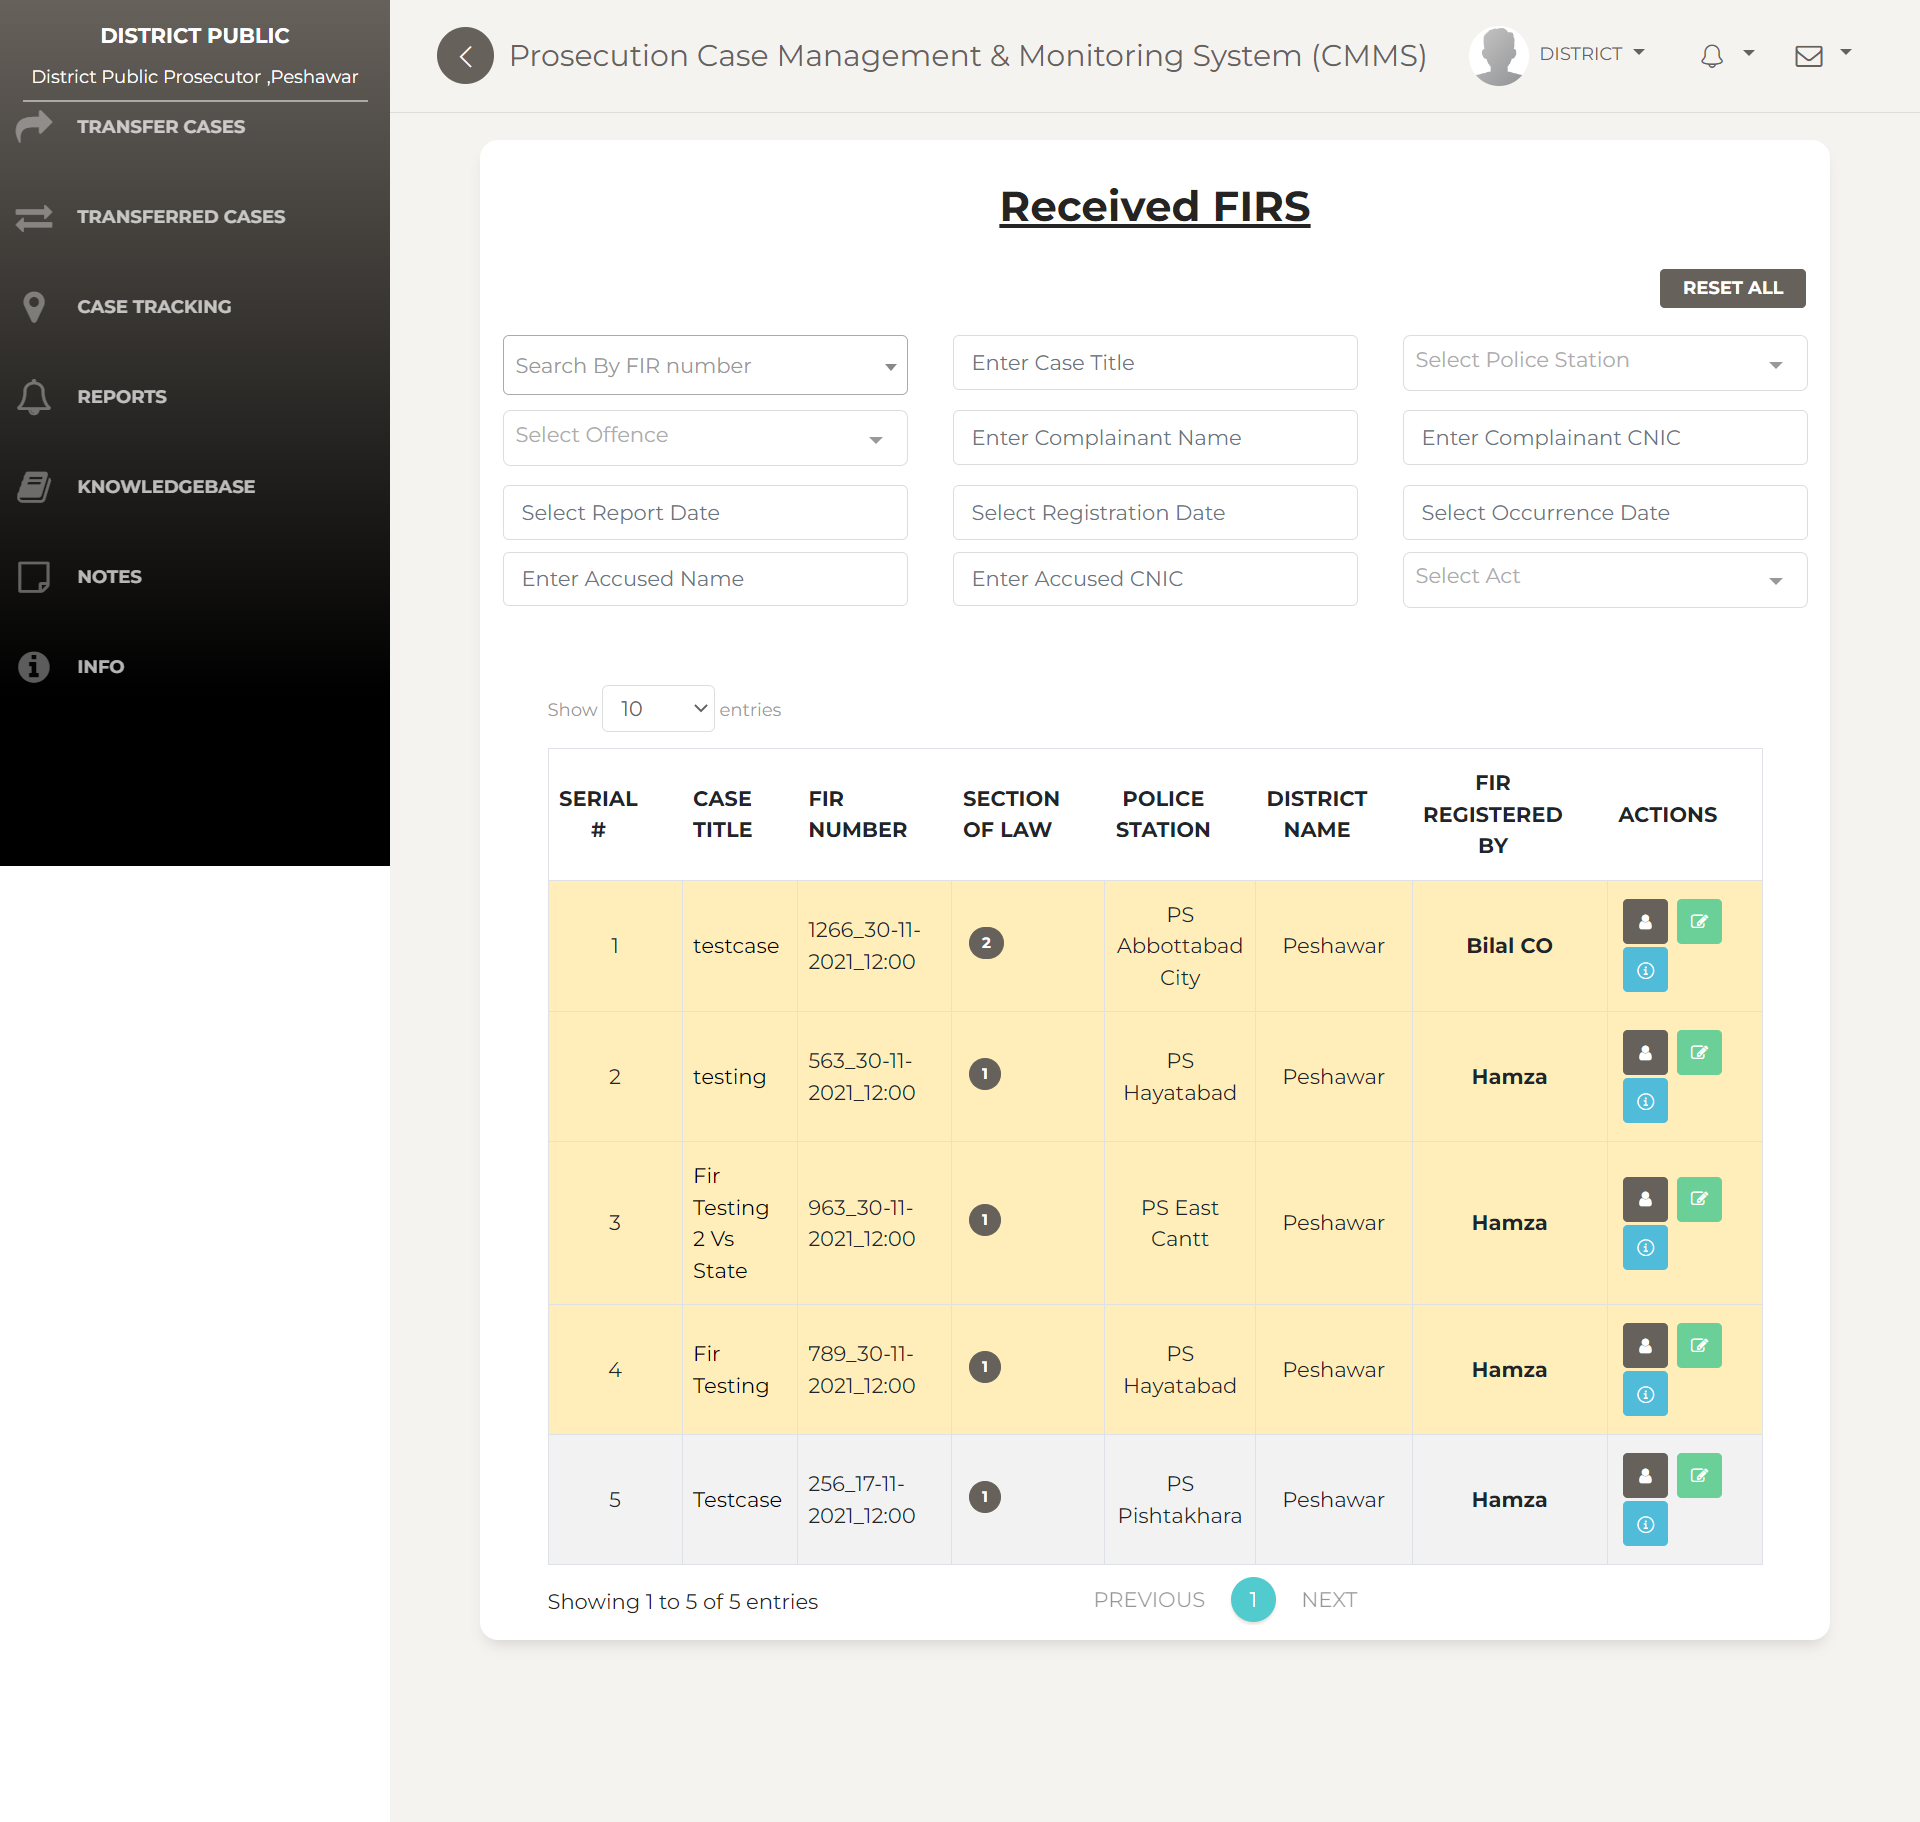 DISTRICT PUBLIC
District Public Prosecutor ,Peshawar
TRANSFER CASES
TRANSFERRED CASES
CASE TRACKING
REPORTS
KNOWLEDGEBASE
NOTES
INFO
Prosecution Case Management & Monitoring System (CMMS)
DISTRICT
Received FIRS
RESET ALL
Search By FIR number
Enter Case Title
Select Police Station
Select Offence
Enter Complainant Name
Enter Complainant CNIC
Select Report Date
Select Registration Date
Select Occurrence Date
Enter Accused Name
Enter Accused CNIC
Select Act
Show 10 entries
SERIAL
#
CASE
TITLE
FIR
NUMBER
SECTION
OF LAW
POLICE
STATION
DISTRICT
NAME
FIR
REGISTERED
BY
ACTIONS
1
testcase
1266_30-11-
2021_12:00
2
PS
Abbottabad
City
Peshawar
Bilal CO
2
testing
563_30-11-
2021_12:00
1
PS
Hayatabad
Peshawar
Hamza
3
Fir
Testing
2 Vs
State
963_30-11-
2021_12:00
1
PS East
Cantt
Peshawar
Hamza
4
Fir
Testing
789_30-11-
2021_12:00
1
PS
Hayatabad
Peshawar
Hamza
5
Testcase
256_17-11-
2021_12:00
1
PS
Pishtakhara
Peshawar
Hamza
Showing 1 to 5 of 5 entries
PREVIOUS
1
NEXT